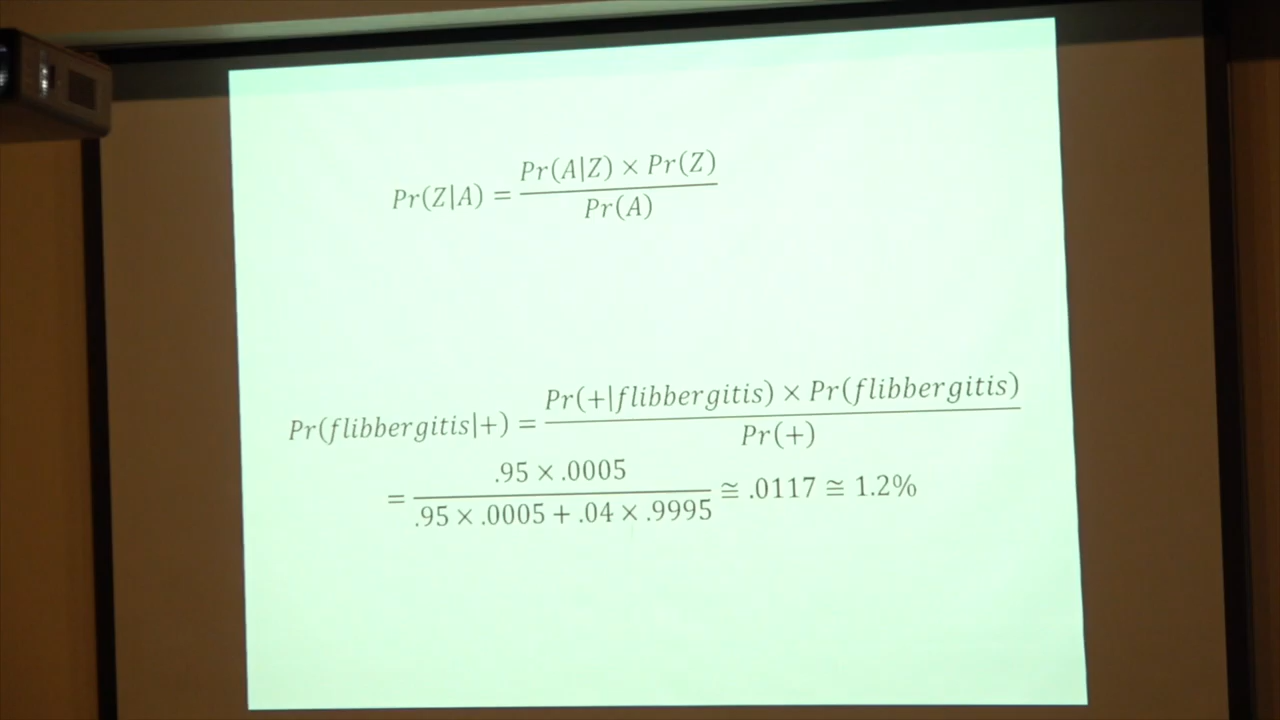 Pr(Z|A) = Pr(A|Z) × Pr(Z) / Pr(A)
Pr(flibbergitis|+) = Pr(+|flibbergitis) × Pr(flibbergitis) / Pr(+)
= .95 × .0005 / .95 × .0005 + .04 × .9995 ≅ .0117 ≅ 1.2%